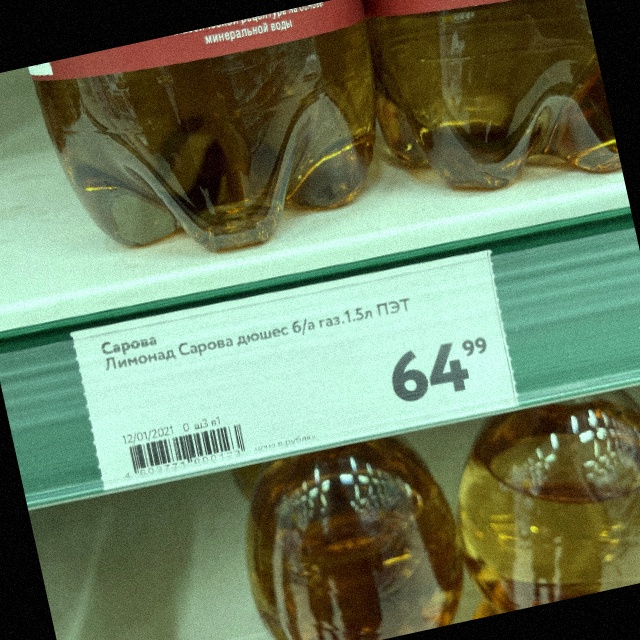 минеральной воды
Сарова
Лимонад Сарова дюшес б/а газ.1.5л ПЭТ
64 99
12/01/2021